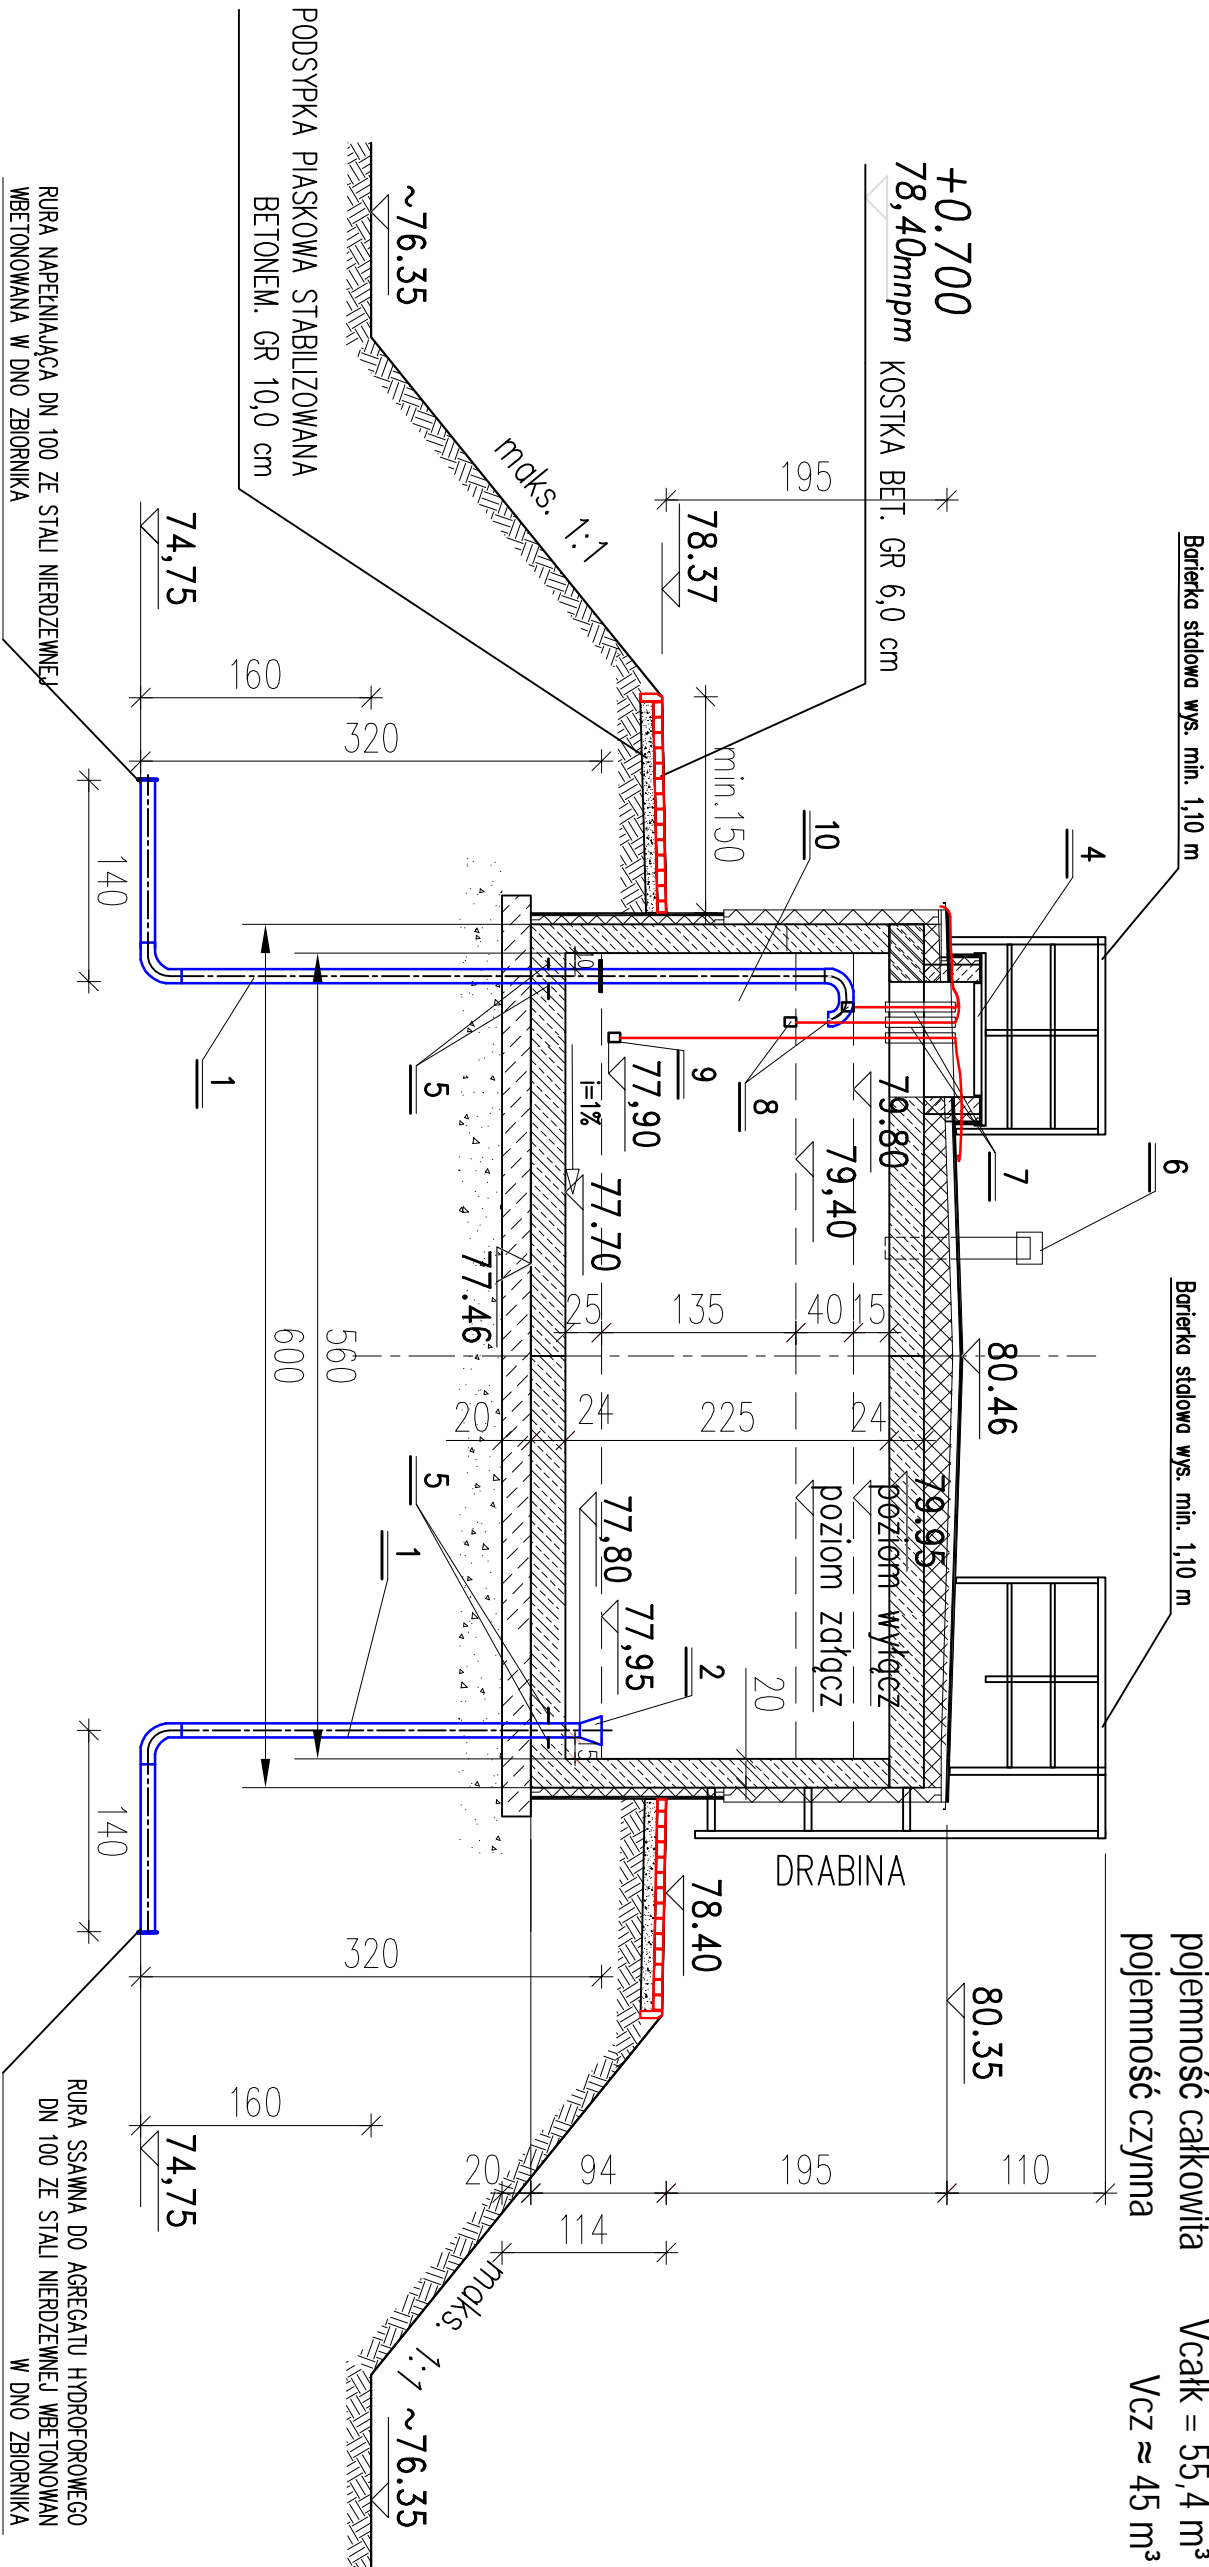 pojemność całkowita Vcałk = 55,4 m³
pojemność czynna Vcz ≈ 45 m³
Barierka stalowa wys. min. 1,10 m
Barierka stalowa wys. min. 1,10 m
+0.700
78,40mnpm
KOSTKA BET. GR 6,0 cm
4
6
7
10
195
78.37
80.46
80.35
110
79.80
79,40
79.95
poziom wyłącz
poziom załącz
DRABINA
8
9
min.150
15
40
135
25
24
225
24
20
20
195
77,90
i=1%
77.70
77.46
77,80
77,95
2
15
10
78.40
94
20
114
maks. 1:1
maks. 1:1
~76.35
~76.35
PODSYPKA PIASKOWA STABILIZOWANA
BETONEM. GR 10,0 cm
5
5
1
1
560
600
320
320
160
160
74,75
74,75
140
140
RURA NAPEŁNIAJĄCA DN 100 ZE STALI NIERDZEWNEJ
WBETONOWANA W DNO ZBIORNIKA
RURA SSAWNA DO AGREGATU HYDROFOROWEGO
DN 100 ZE STALI NIERDZEWNEJ WBETONOWAN
W DNO ZBIORNIKA